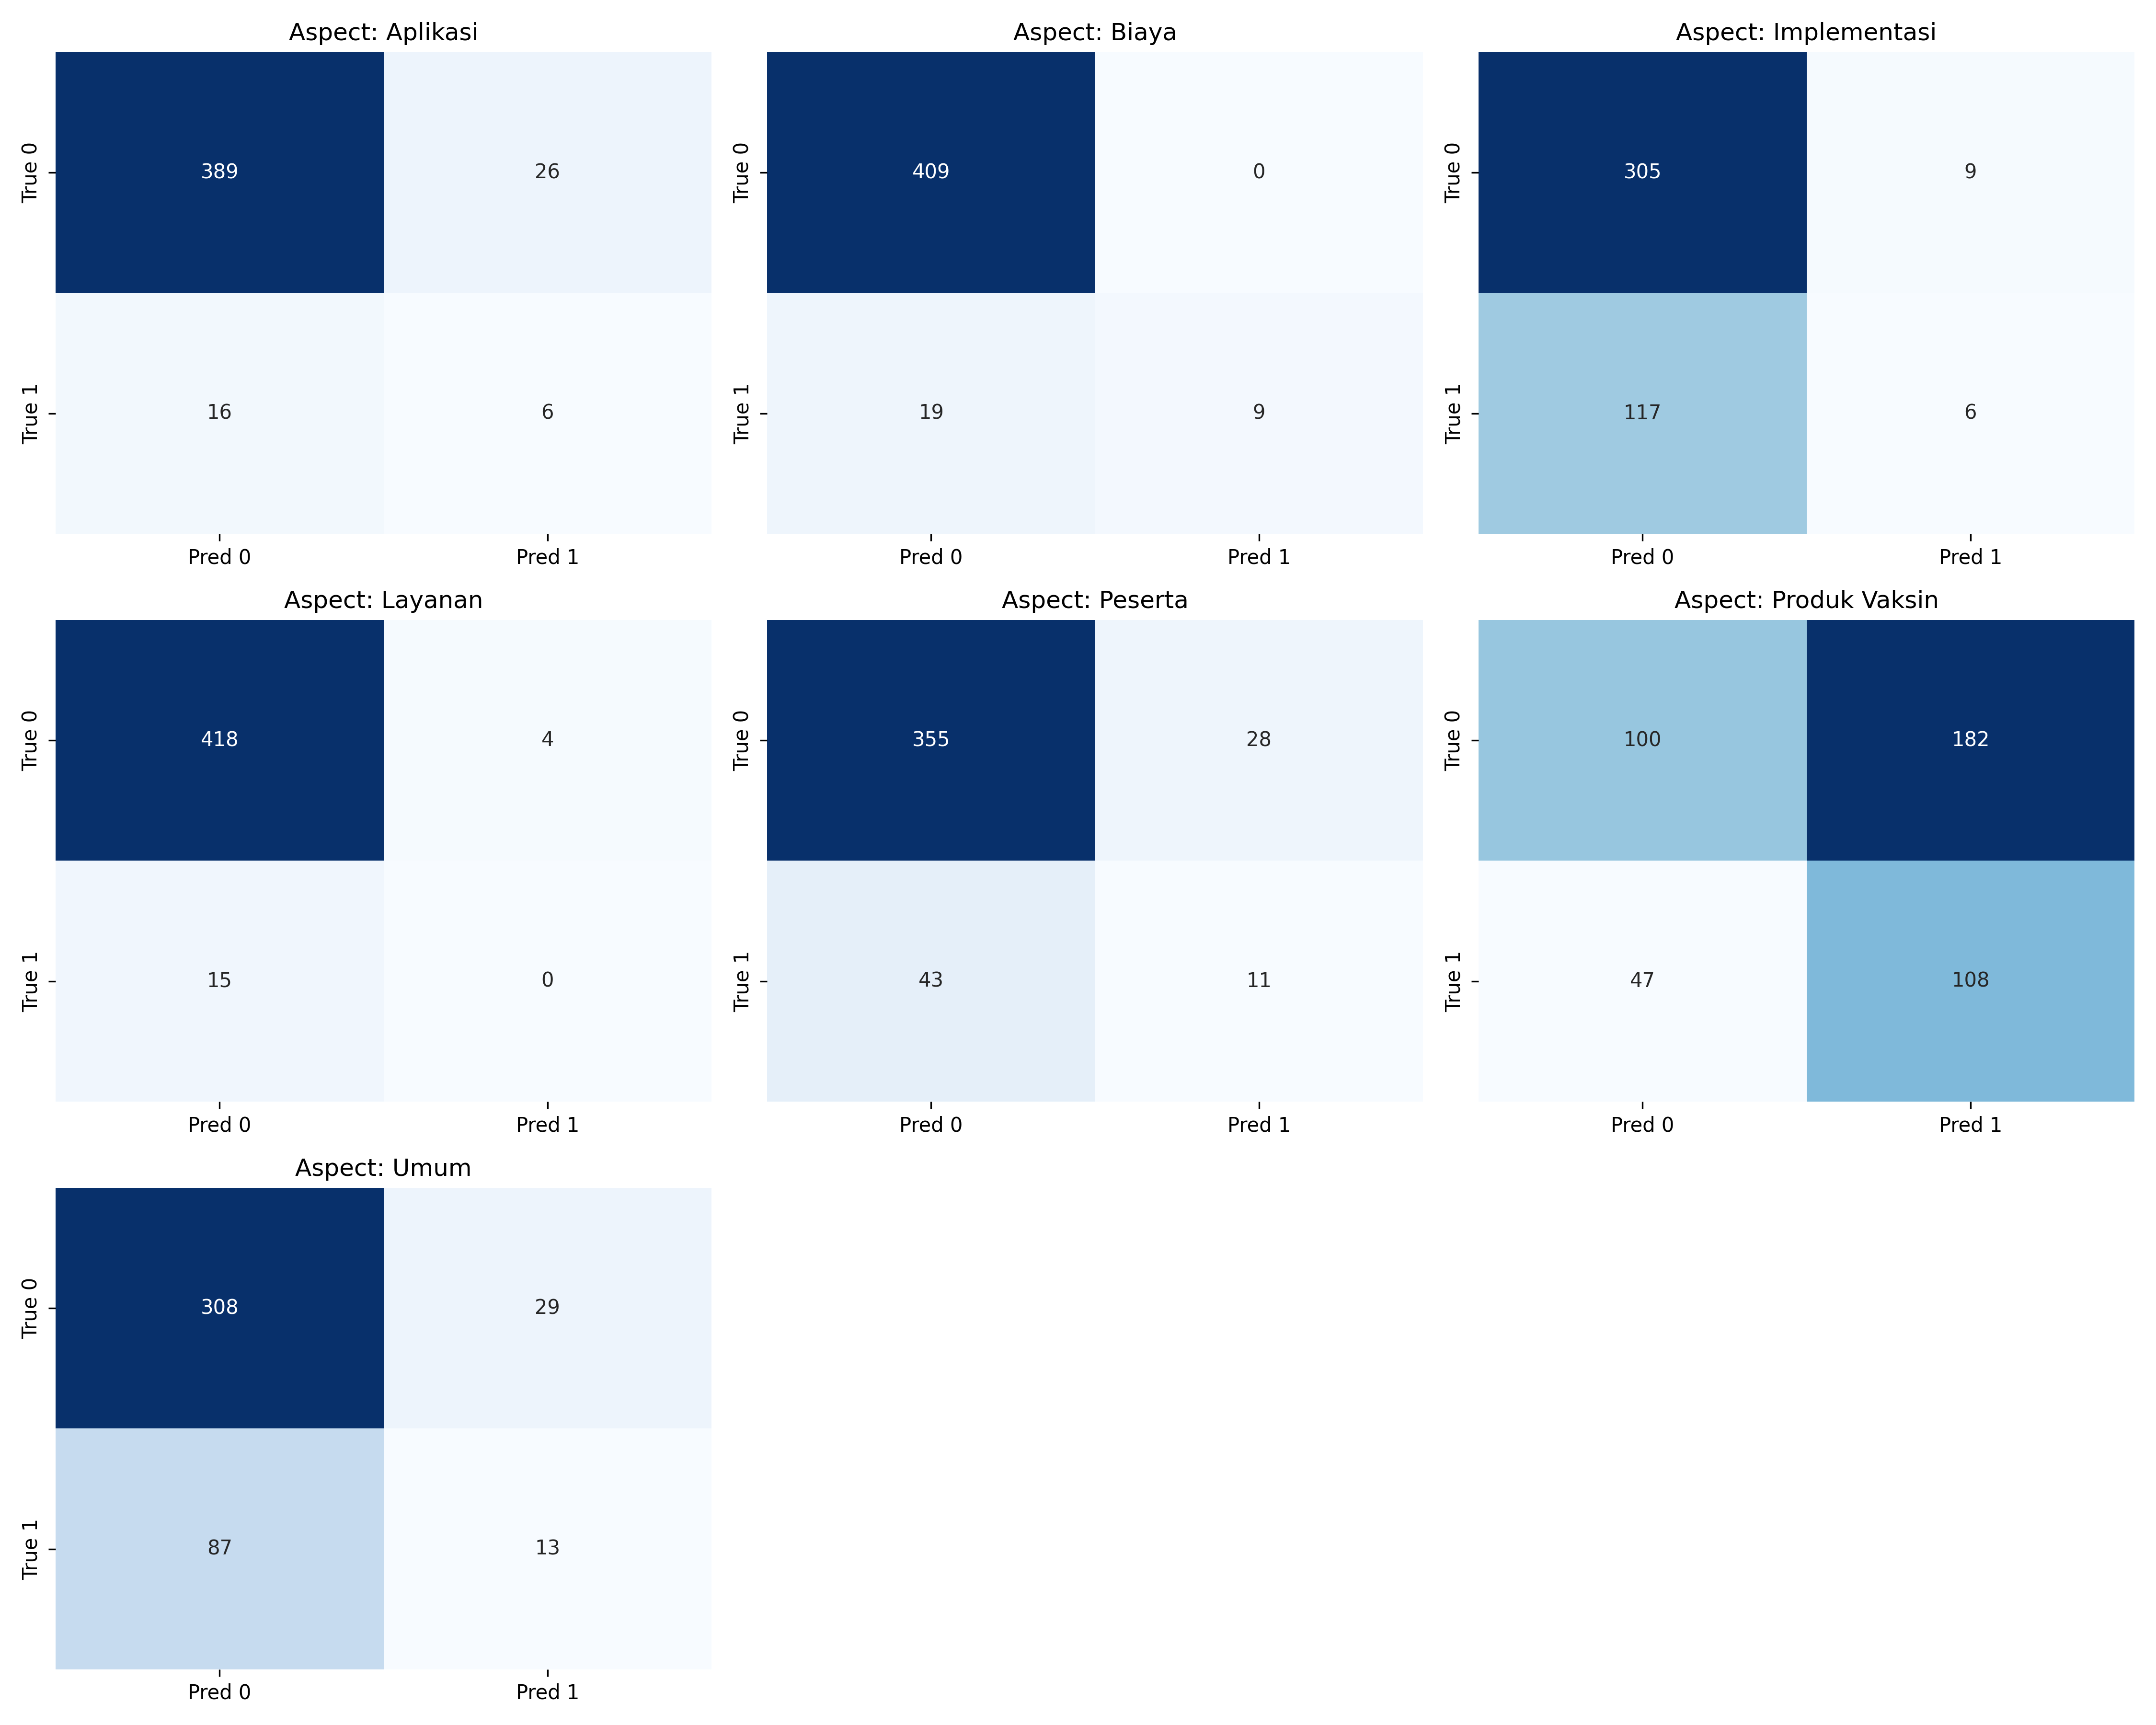 Aspect: Aplikasi
True 0
389
26
True 1
16
6
Pred 0
Pred 1
Aspect: Biaya
True 0
409
0
True 1
19
9
Pred 0
Pred 1
Aspect: Implementasi
True 0
305
9
True 1
117
6
Pred 0
Pred 1
Aspect: Layanan
True 0
418
4
True 1
15
0
Pred 0
Pred 1
Aspect: Peserta
True 0
355
28
True 1
43
11
Pred 0
Pred 1
Aspect: Produk Vaksin
True 0
100
182
True 1
47
108
Pred 0
Pred 1
Aspect: Umum
True 0
308
29
True 1
87
13
Pred 0
Pred 1